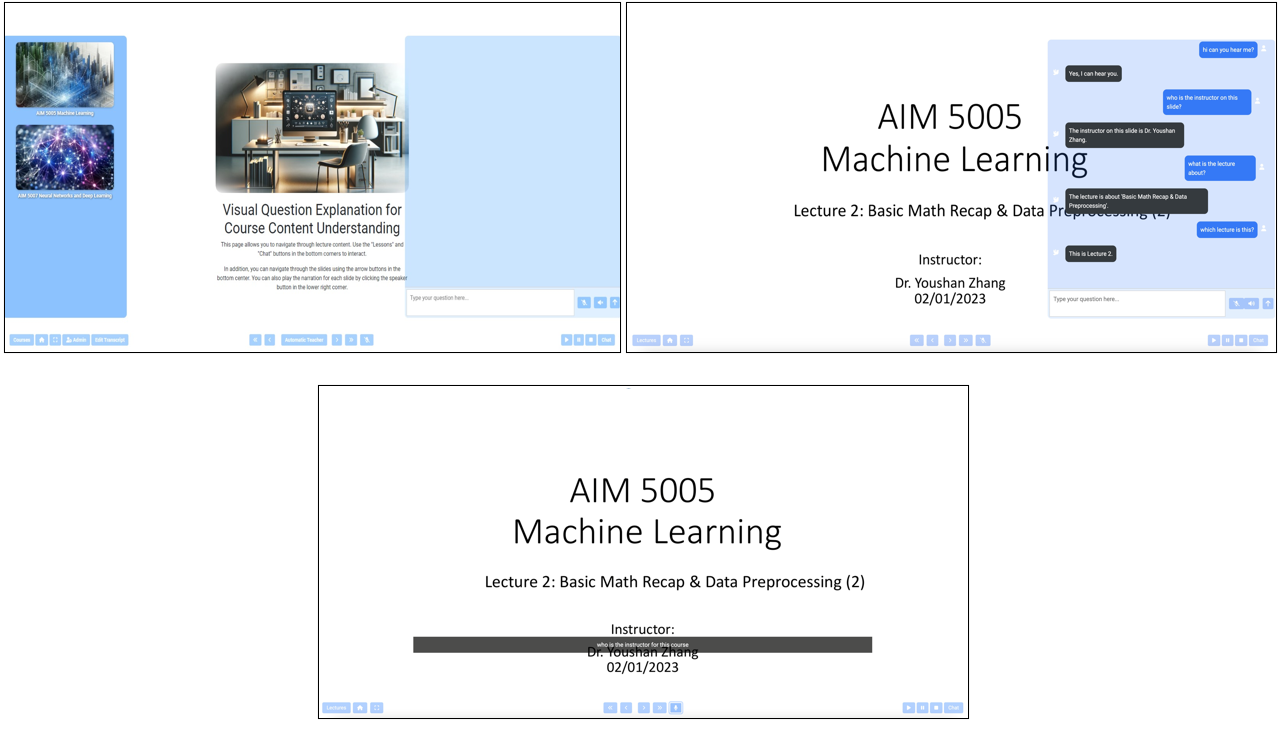 AIM 5005 Machine Learning
AIM 5007 Neural Networks and Deep Learning
Visual Question Explanation for
Course Content Understanding
This page allows you to navigate through lecture content. Use the "Lessons" and
"Chat" buttons in the bottom corners to interact.
In addition, you can navigate through the slides using the arrow buttons in the
bottom center. You can also play the narration for each slide by clicking the speaker
button in the lower right corner.
Type your question here...
Courses
Admin
Edit Transcript
Automatic Teacher
Chat
AIM 5005
Machine Learning
Lecture 2: Basic Math Recap & Data Preprocessing (2)
Instructor:
Dr. Youshan Zhang
02/01/2023
hi can you hear me?
Yes, I can hear you.
who is the instructor on this
slide?
The instructor on this slide is Dr. Youshan
Zhang.
what is the lecture
about?
The lecture is about 'Basic Math Recap & Data
Preprocessing'.
which lecture is this?
This is Lecture 2.
Type your question here...
Lectures
Chat
AIM 5005
Machine Learning
Lecture 2: Basic Math Recap & Data Preprocessing (2)
Instructor:
who is the instructor for this course
Dr. Youshan Zhang
02/01/2023
Lectures
Chat